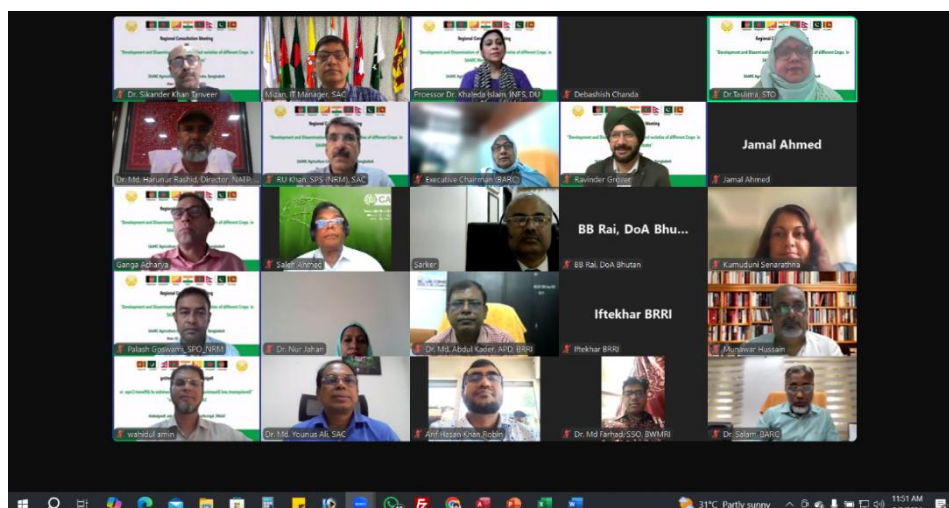 Regional Consultation Meeting
Dr. Sikander Khan Tanveer
Mizan, IT Manager, SAC
Proessor Dr. Khaleda Islam, INFS, DU
Debashish Chanda
Dr.Taslima, STO
Dr. Md. Harunur Rashid, Director, NATP
RU Khan, SPS (NRM), SAC
Executive Chairman (BARC)
Ravinder Grover
Jamal Ahmed
Jamal Ahmed
Ganga Acharya
Saleh Ahmed
Sarker
BB Rai, DoA Bhu...
BB Rai, DoA Bhutan
Kumuduni Senarathna
Palash Goswami_SPO_NRM
Dr. Nur Jahan
Dr. Md. Abdul Kader, APD, BRRI
Iftekhar BRRI
Iftekhar BRRI
Munawar Hussain
wahidul amin
Dr. Md. Younus Ali, SAC
Arif Hasan Khan Robin
Dr. Md Farhad, SSO, BWMRI
Dr. Salam, BARC
31°C Partly sunny
11:51 AM